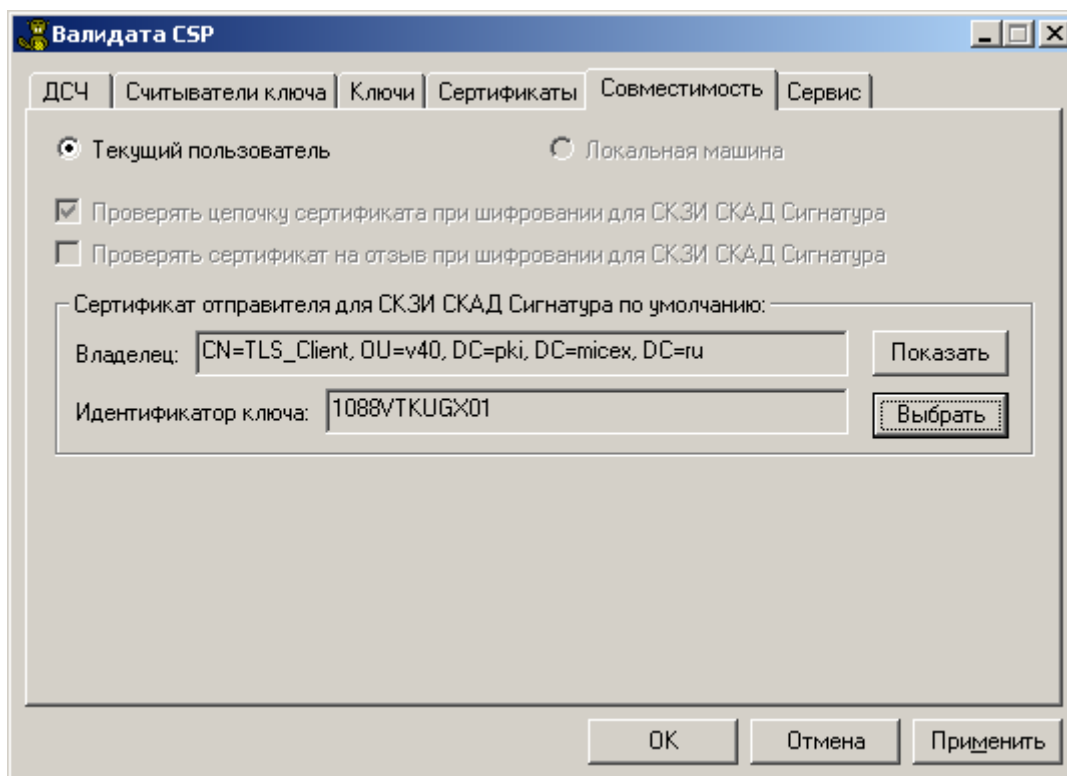 Валидата CSP
ДСЧ Считыватели ключа Ключи Сертификаты Совместимость Сервис
Текущий пользователь Локальная машина
Проверять цепочку сертификата при шифровании для СКЗИ СКАД Сигнатура
Проверять сертификат на отзыв при шифровании для СКЗИ СКАД Сигнатура
Сертификат отправителя для СКЗИ СКАД Сигнатура по умолчанию:
Владелец: CN=TLS_Client, OU=v40, DC=pki, DC=micex, DC=ru Показать
Идентификатор ключа: 1088VTKUGX01 Выбрать
ОК Отмена Применить